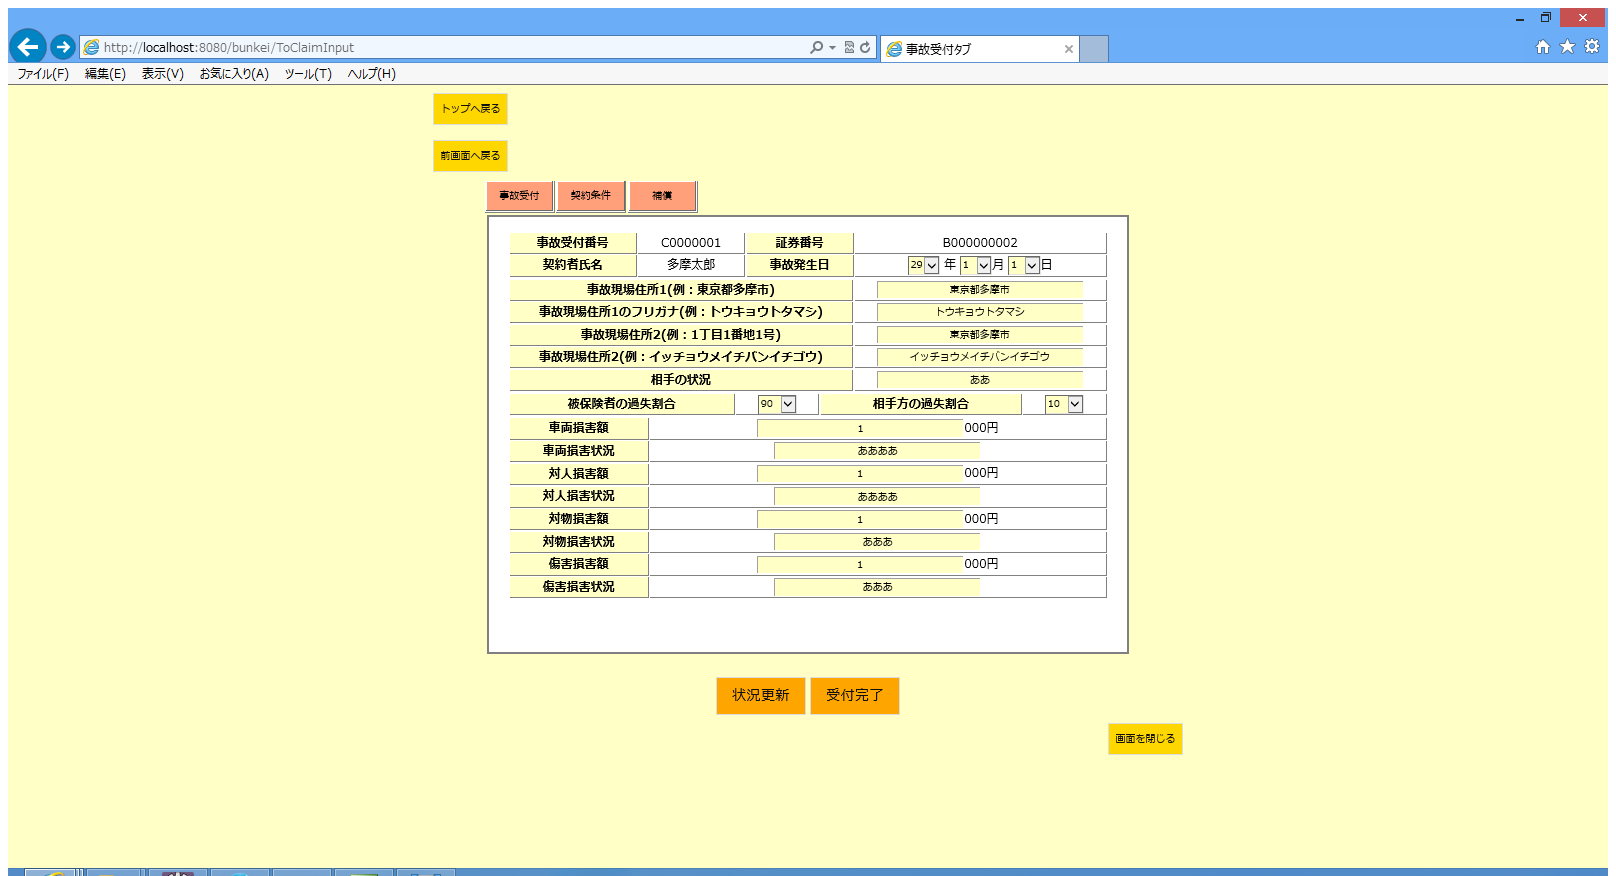 http://localhost:8080/bunkei/ToClaimInput
事故受付タブ
ファイル(F) 編集(E) 表示(V) お気に入り(A) ツール(T) ヘルプ(H)
トップへ戻る
前画面へ戻る
事故受付 契約条件 補償
事故受付番号 C0000001 証券番号 B000000002
契約者氏名 多摩太郎 事故発生日 29 年 1 月 1 日
事故現場住所1(例：東京都多摩市) 東京都多摩市
事故現場住所1のフリガナ(例：トウキョウトタマシ) トウキョウトタマシ
事故現場住所2(例：1丁目1番地1号) 東京都多摩市
事故現場住所2(例：イッチョウメイチバンイチゴウ) イッチョウメイチバンイチゴウ
相手の状況 ああ
被保険者の過失割合 90 相手方の過失割合 10
車両損害額 1 000円
車両損害状況 ああああ
対人損害額 1 000円
対人損害状況 ああああ
対物損害額 1 000円
対物損害状況 あああ
傷害損害額 1 000円
傷害損害状況 あああ
状況更新 受付完了
画面を閉じる